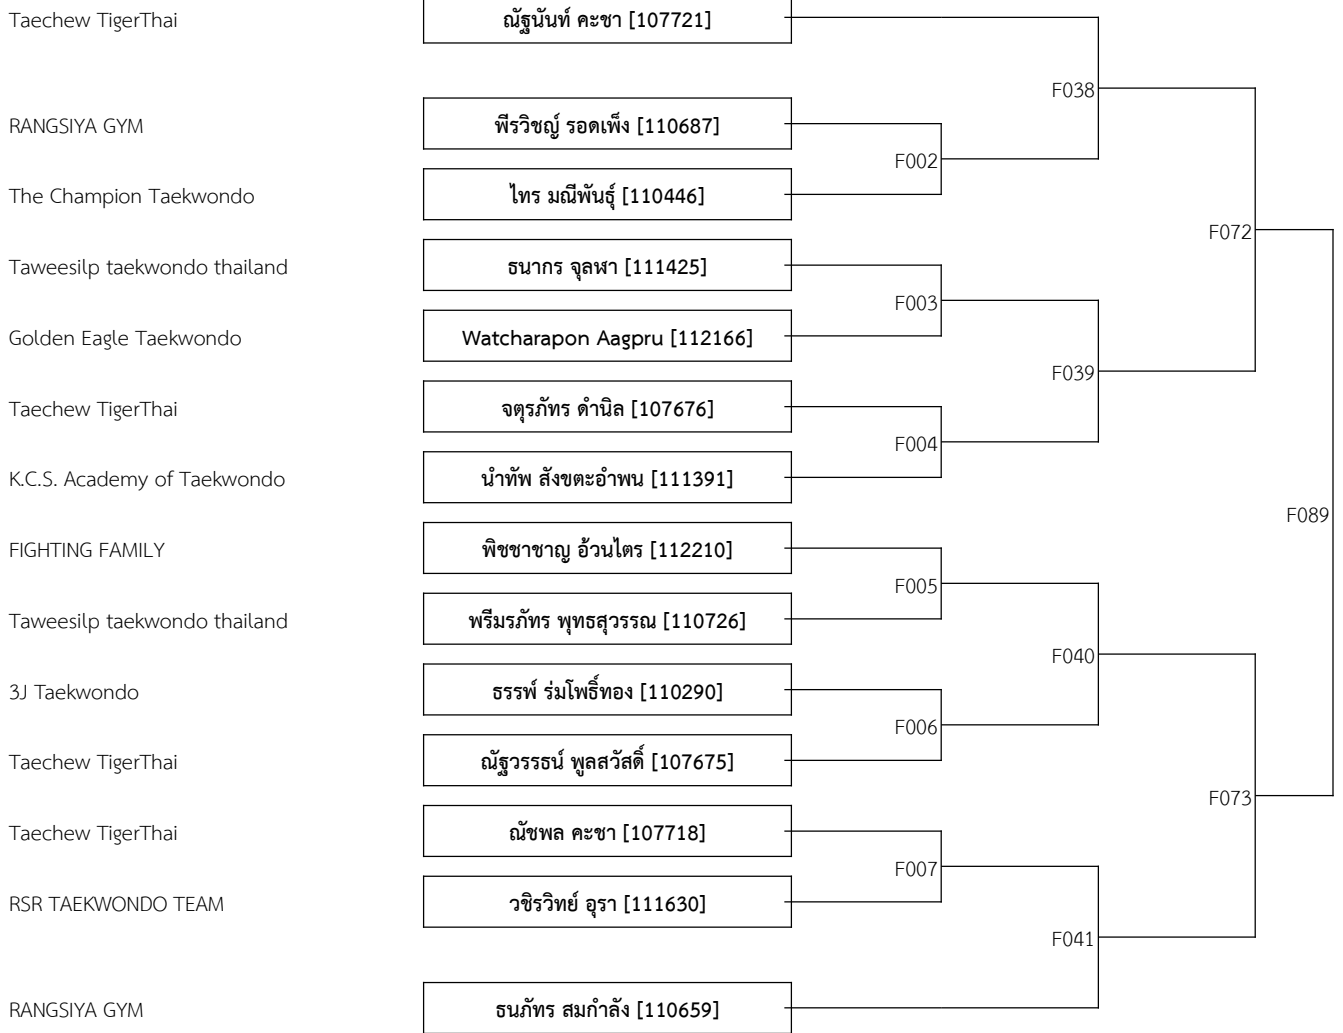 Taechew TigerThai ณัฐนันท์ คะชา [107721]
F038
RANGSIYA GYM พีรวิชญ์ รอดเพ็ง [110687]
F002
The Champion Taekwondo ไทร มณีพันธุ์ [110446]
F072
Taweesilp taekwondo thailand ธนากร จุลหา [111425]
F003
Golden Eagle Taekwondo Watcharapon Aagpru [112166]
F039
Taechew TigerThai จตุรภัทร ดำนิล [107676]
F004
K.C.S. Academy of Taekwondo นำทัพ สังขตะอำพน [111391]
F089
FIGHTING FAMILY พิชชาชาญ อ้วนไตร [112210]
F005
Taweesilp taekwondo thailand พรีมรภัทร พุทธสุวรรณ [110726]
F040
3J Taekwondo ธรรพ์ ร่มโพธิ์ทอง [110290]
F006
Taechew TigerThai ณัฐวรรธน์ พูลสวัสดิ์ [107675]
F073
Taechew TigerThai ณัชพล คะชา [107718]
F007
RSR TAEKWONDO TEAM วชิรวิทย์ อุรา [111630]
F041
RANGSIYA GYM ธนภัทร สมกำลัง [110659]